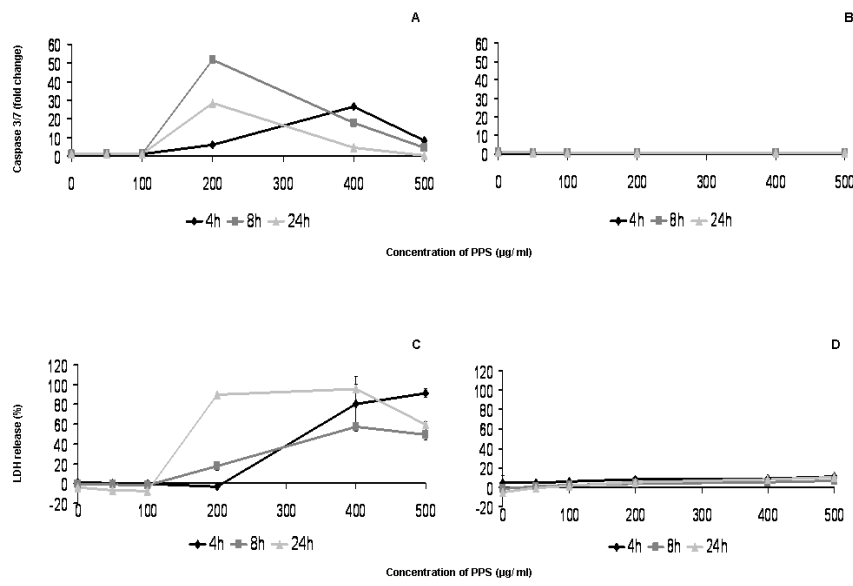 A
B
Caspase 3/7 (fold change)
60
50
40
30
20
10
0
0 100 200 300 400 500
4h 8h 24h
60
50
40
30
20
10
0
0 100 200 300 400 500
4h 8h 24h
Concentration of PPS (µg/ ml)
C
D
LDH release (%)
120
100
80
60
40
20
0
-20
0 100 200 300 400 500
4h 8h 24h
120
100
80
60
40
20
0
-20
0 100 200 300 400 500
4h 8h 24h
Concentration of PPS (µg/ ml)